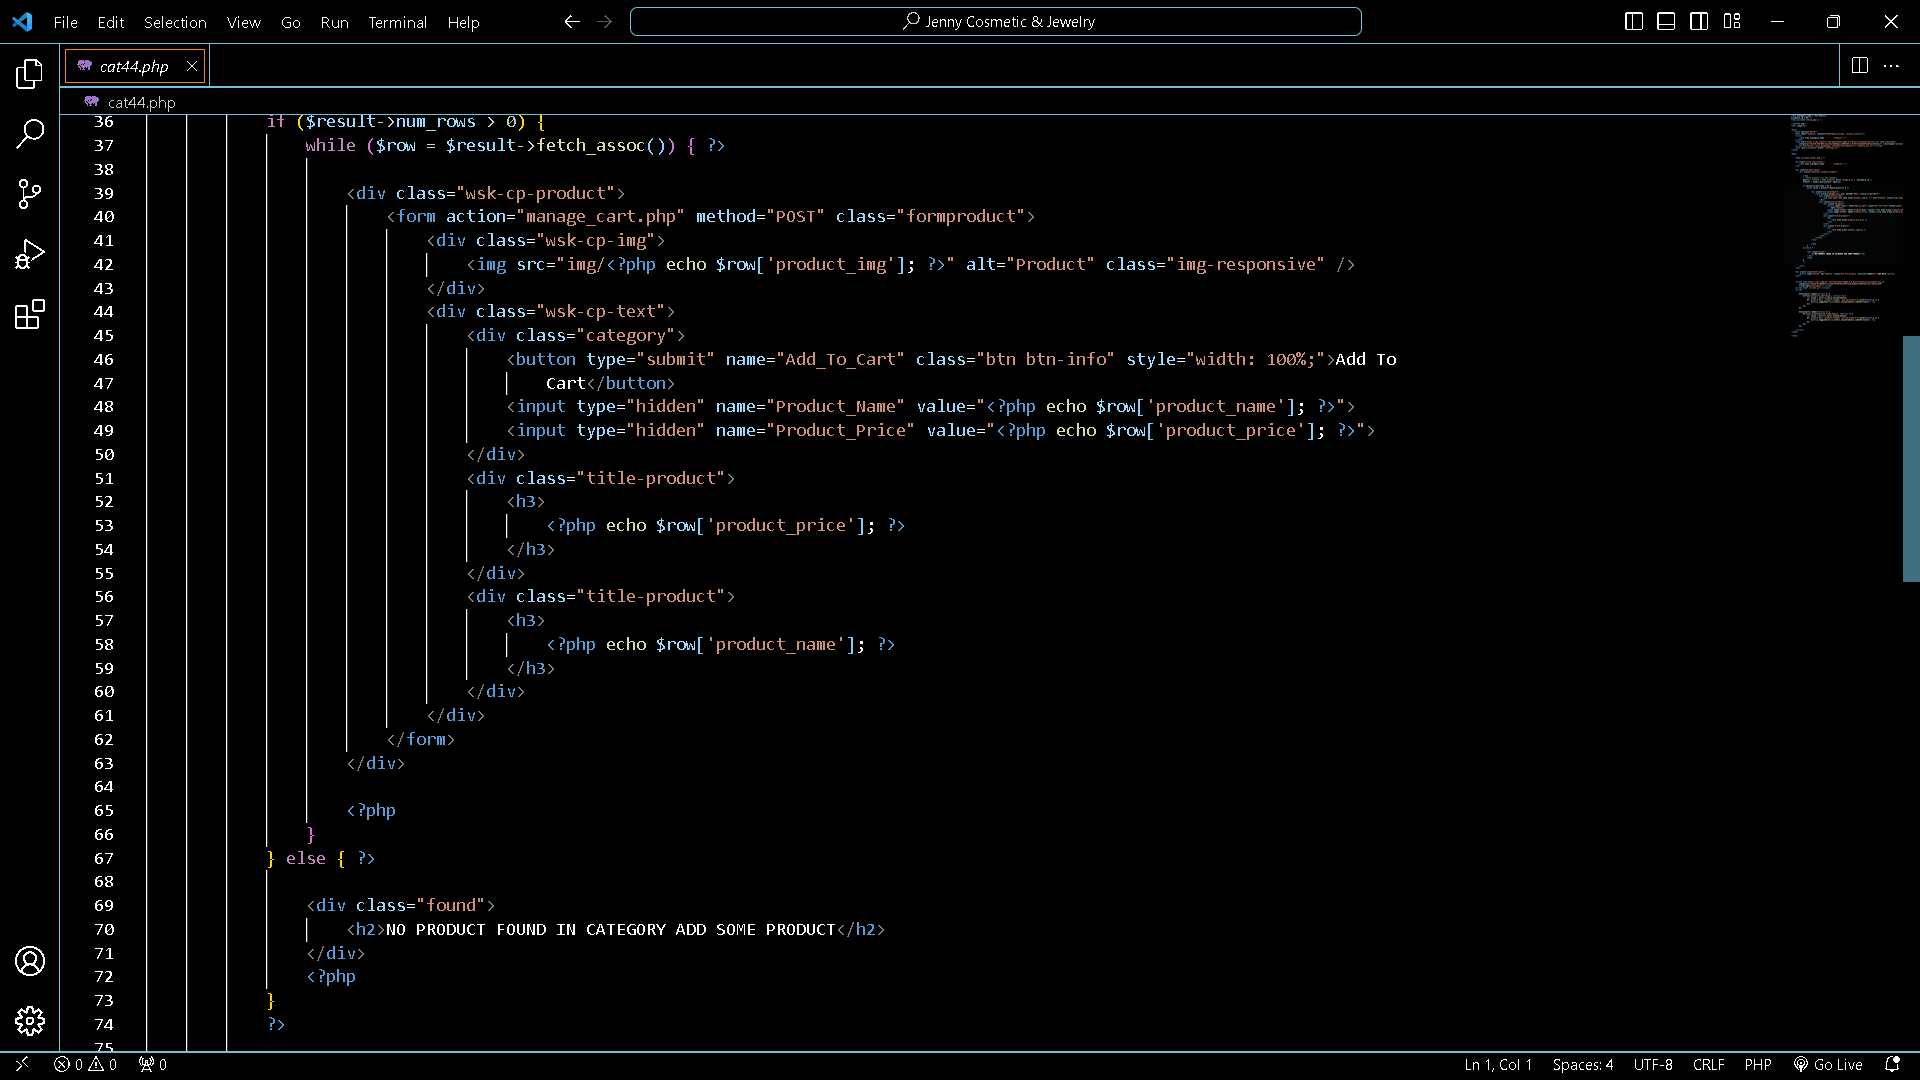 File Edit Selection View Go Run Terminal Help
Jenny Cosmetic & Jewelry
cat44.php
cat44.php
36 if ($result->num_rows > 0) {
37 while ($row = $result->fetch_assoc()) { ?>
38
39 <div class="wsk-cp-product">
40 <form action="manage_cart.php" method="POST" class="formproduct">
41 <div class="wsk-cp-img">
42 <img src="img/<?php echo $row['product_img']; ?>" alt="Product" class="img-responsive" />
43 </div>
44 <div class="wsk-cp-text">
45 <div class="category">
46 <button type="submit" name="Add_To_Cart" class="btn btn-info" style="width: 100%;">Add To
47 Cart</button>
48 <input type="hidden" name="Product_Name" value="<?php echo $row['product_name']; ?>">
49 <input type="hidden" name="Product_Price" value="<?php echo $row['product_price']; ?>">
50 </div>
51 <div class="title-product">
52 <h3>
53 <?php echo $row['product_price']; ?>
54 </h3>
55 </div>
56 <div class="title-product">
57 <h3>
58 <?php echo $row['product_name']; ?>
59 </h3>
60 </div>
61 </div>
62 </form>
63 </div>
64
65 <?php
66 }
67 } else { ?>
68
69 <div class="found">
70 <h2>NO PRODUCT FOUND IN CATEGORY ADD SOME PRODUCT</h2>
71 </div>
72 <?php
73 }
74 ?>
75
0 0 0 Ln 1, Col 1 Spaces: 4 UTF-8 CRLF PHP Go Live